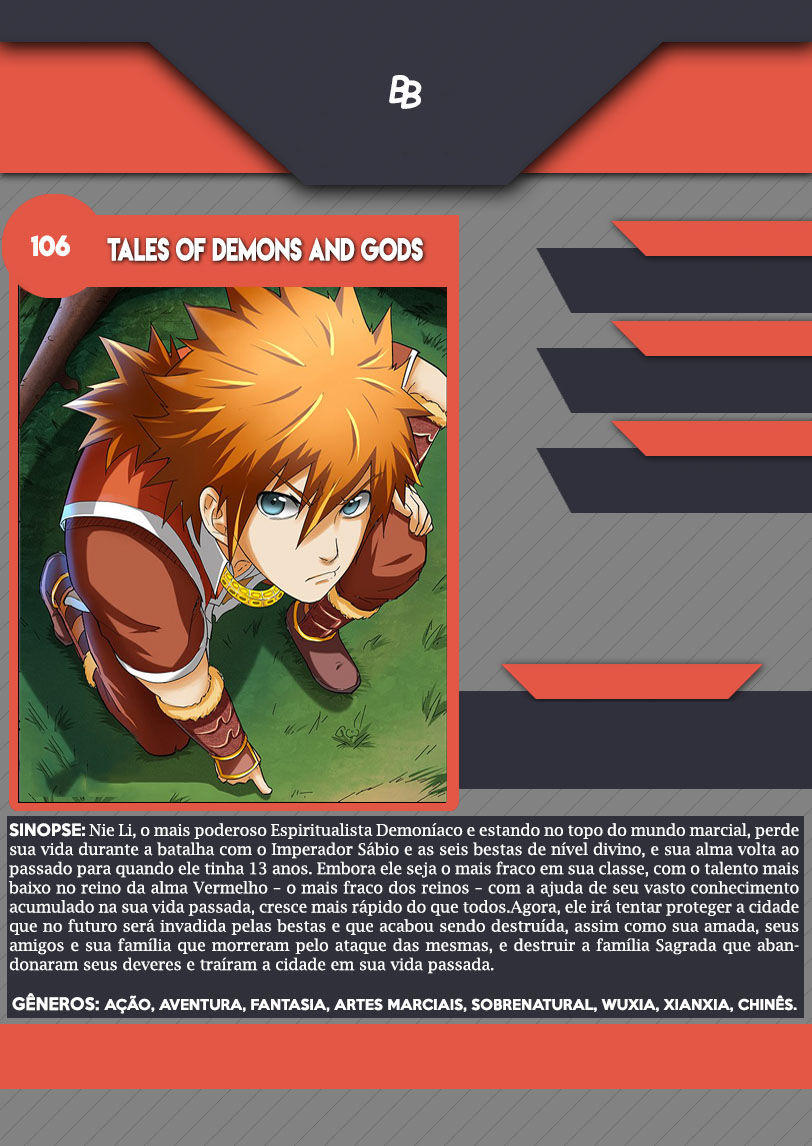 BB
106
TALES OF DEMONS AND GODS
SINOPSE: Nie Li, o mais poderoso Espiritualista Demoníaco e estando no topo do mundo marcial, perde
sua vida durante a batalha com o Imperador Sábio e as seis bestas de nível divino, e sua alma volta ao
passado para quando ele tinha 13 anos. Embora ele seja o mais fraco em sua classe, com o talento mais
baixo no reino da alma Vermelho – o mais fraco dos reinos – com a ajuda de seu vasto conhecimento
acumulado na sua vida passada, cresce mais rápido do que todos.Agora, ele irá tentar proteger a cidade
que no futuro será invadida pelas bestas e que acabou sendo destruída, assim como sua amada, seus
amigos e sua família que morreram pelo ataque das mesmas, e destruir a família Sagrada que aban-
donaram seus deveres e traíram a cidade em sua vida passada.
GÊNEROS: AÇÃO, AVENTURA, FANTASIA, ARTES MARCIAIS, SOBRENATURAL, WUXIA, XIANXIA, CHINÊS.